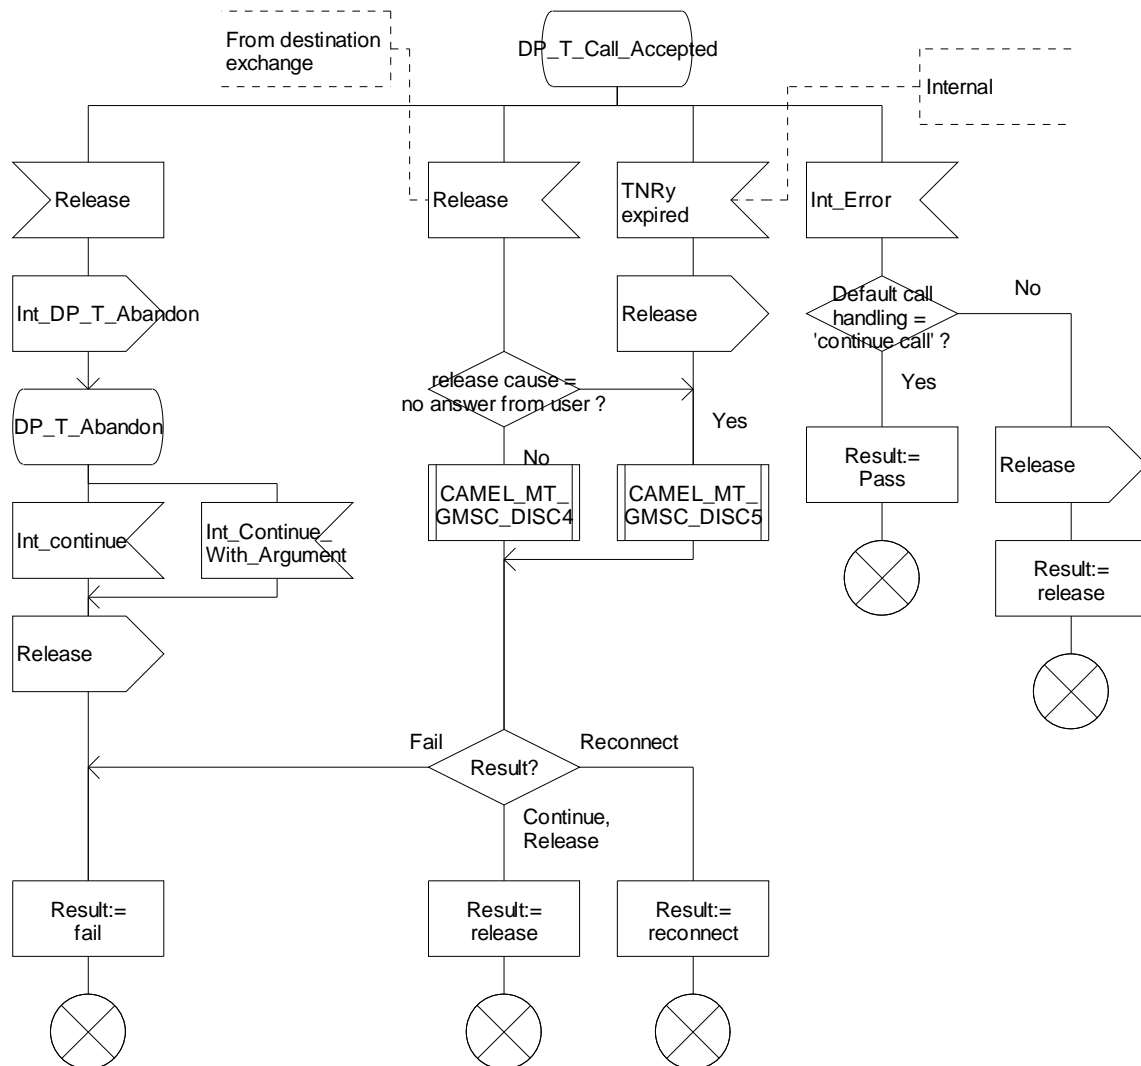 From destination
exchange
DP_T_Call_Accepted
Internal
Release
Release
TNRy
expired
Int_Error
Int_DP_T_Abandon
Release
Default call
handling =
'continue call' ?
No
Yes
release cause =
no answer from user ?
Yes
No
DP_T_Abandon
CAMEL_MT_
GMSC_DISC4
CAMEL_MT_
GMSC_DISC5
Result:=
Pass
Release
Int_continue
Int_Continue_
With_Argument
Result:=
release
Release
Fail
Reconnect
Result?
Continue,
Release
Result:=
fail
Result:=
release
Result:=
reconnect